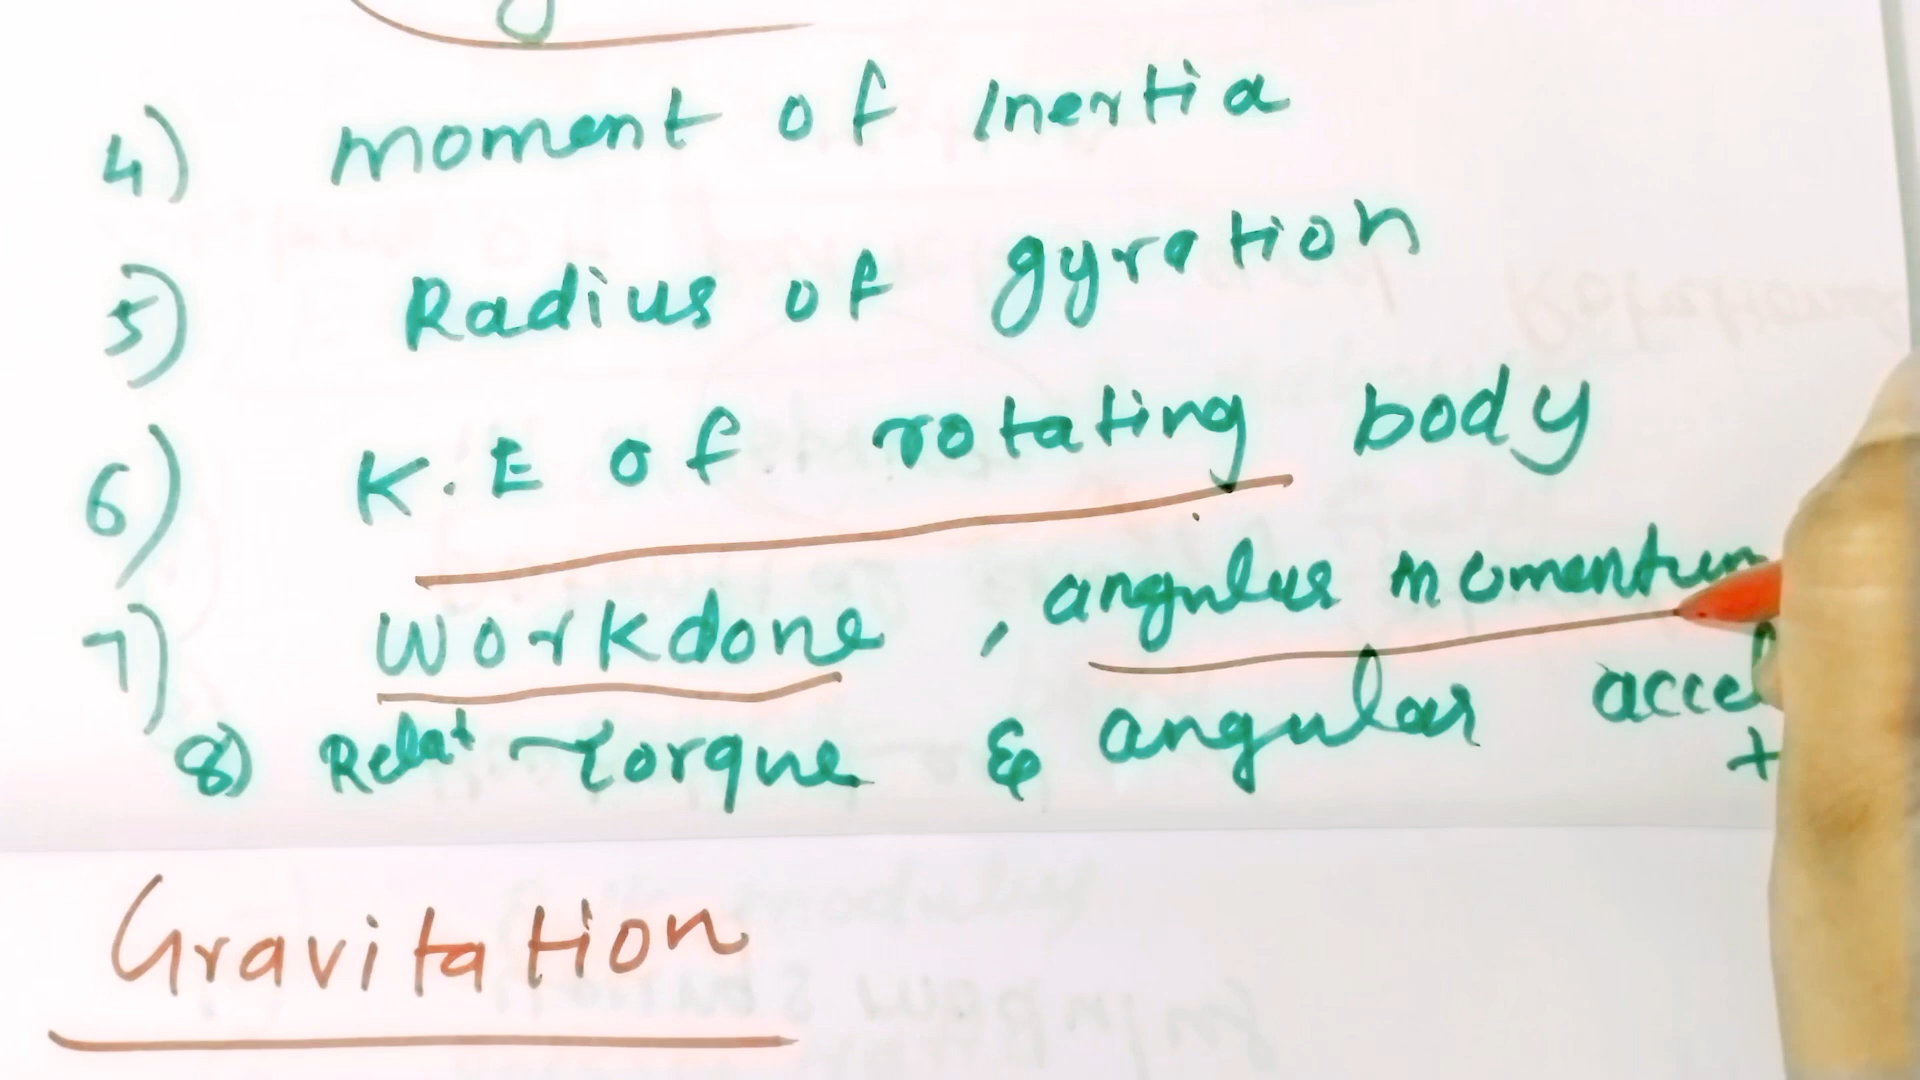 4) Moment of Inertia
5) Radius of gyration
6) K.E of rotating body
7) Workdone , angular momentum
8) Relat Torque & angular accel
Gravitation